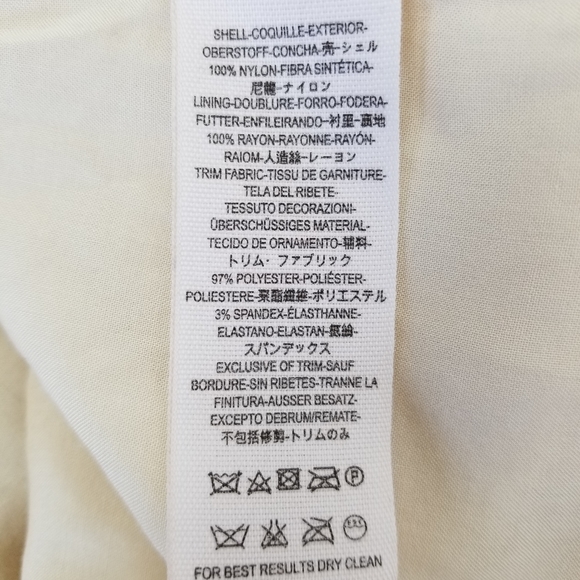 SHELL-COQUILLE-EXTERIOR-
OBERSTOFF-CONCHA-売-シェル
100% NYLON-FIBRA SINTÉTICA-
尼龍-ナイロン
LINING-DOUBLURE-FORRO-FODERA-
FUTTER-ENFILEIRANDO-衬里-裏地
100% RAYON-RAYONNE-RAYÓN-
RAIOM-人造絲-レーヨン
TRIM FABRIC-TISSU DE GARNITURE-
TELA DEL RIBETE-
TESSUTO DECORAZIONI-
ÜBERSCHÜSSIGES MATERIAL-
TECIDO DE ORNAMENTO-辅料-
トリム・ファブリック
97% POLYESTER-POLIÉSTER-
POLIESTERE-聚酯纖維-ポリエステル
3% SPANDEX-ÉLASTHANNE-
ELASTANO-ELASTAN-氨綸-
スパンデックス
EXCLUSIVE OF TRIM-SAUF
BORDURE-SIN RIBETES-TRANNE LA
FINITURA-AUSSER BESATZ-
EXCEPTO DEBRUM/REMATE-
不包括修剪-トリムのみ
P
FOR BEST RESULTS DRY CLEAN